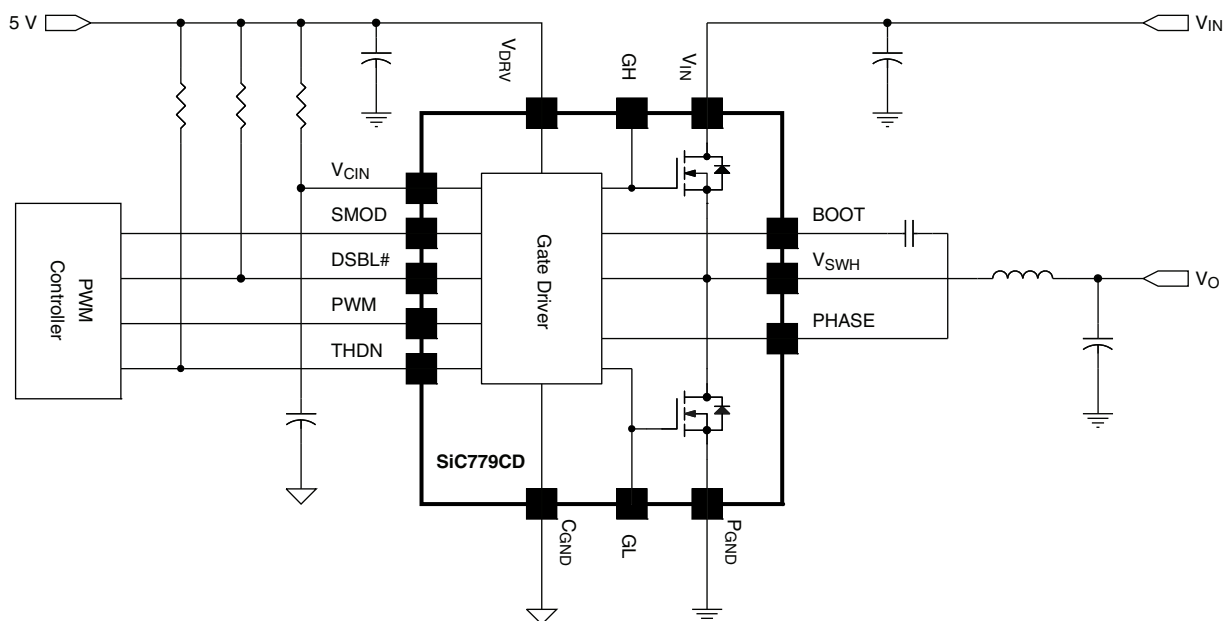 5 V
VDRV
GH
VIN
VIN
VCIN
SMOD
DSBL#
PWM
THDN
PWM
Controller
Gate Driver
BOOT
VSWH
PHASE
VO
SiC779CD
CGND
GL
PGND